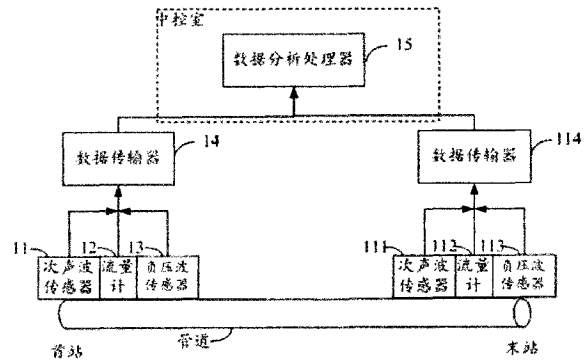 中控室
数据分析处理器
15
数据传输器
14
数据传输器
114
11
12
13
111
112
113
次声波
传感器
流量
计
负压波
传感器
次声波
传感器
流量
计
负压波
传感器
首站
管道
末站